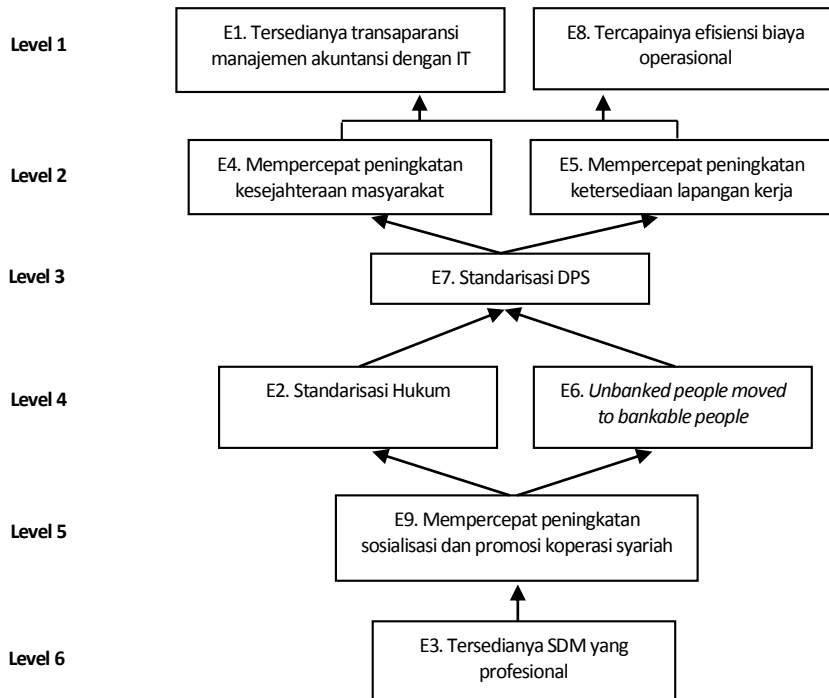 Level 1
E1. Tersedianya transaparansi
manajemen akuntansi dengan IT
E8. Tercapainya efisiensi biaya
operasional
Level 2
E4. Mempercepat peningkatan
kesejahteraan masyarakat
E5. Mempercepat peningkatan
ketersediaan lapangan kerja
Level 3
E7. Standarisasi DPS
Level 4
E2. Standarisasi Hukum
E6. Unbanked people moved
to bankable people
Level 5
E9. Mempercepat peningkatan
sosialisasi dan promosi koperasi syariah
Level 6
E3. Tersedianya SDM yang
profesional